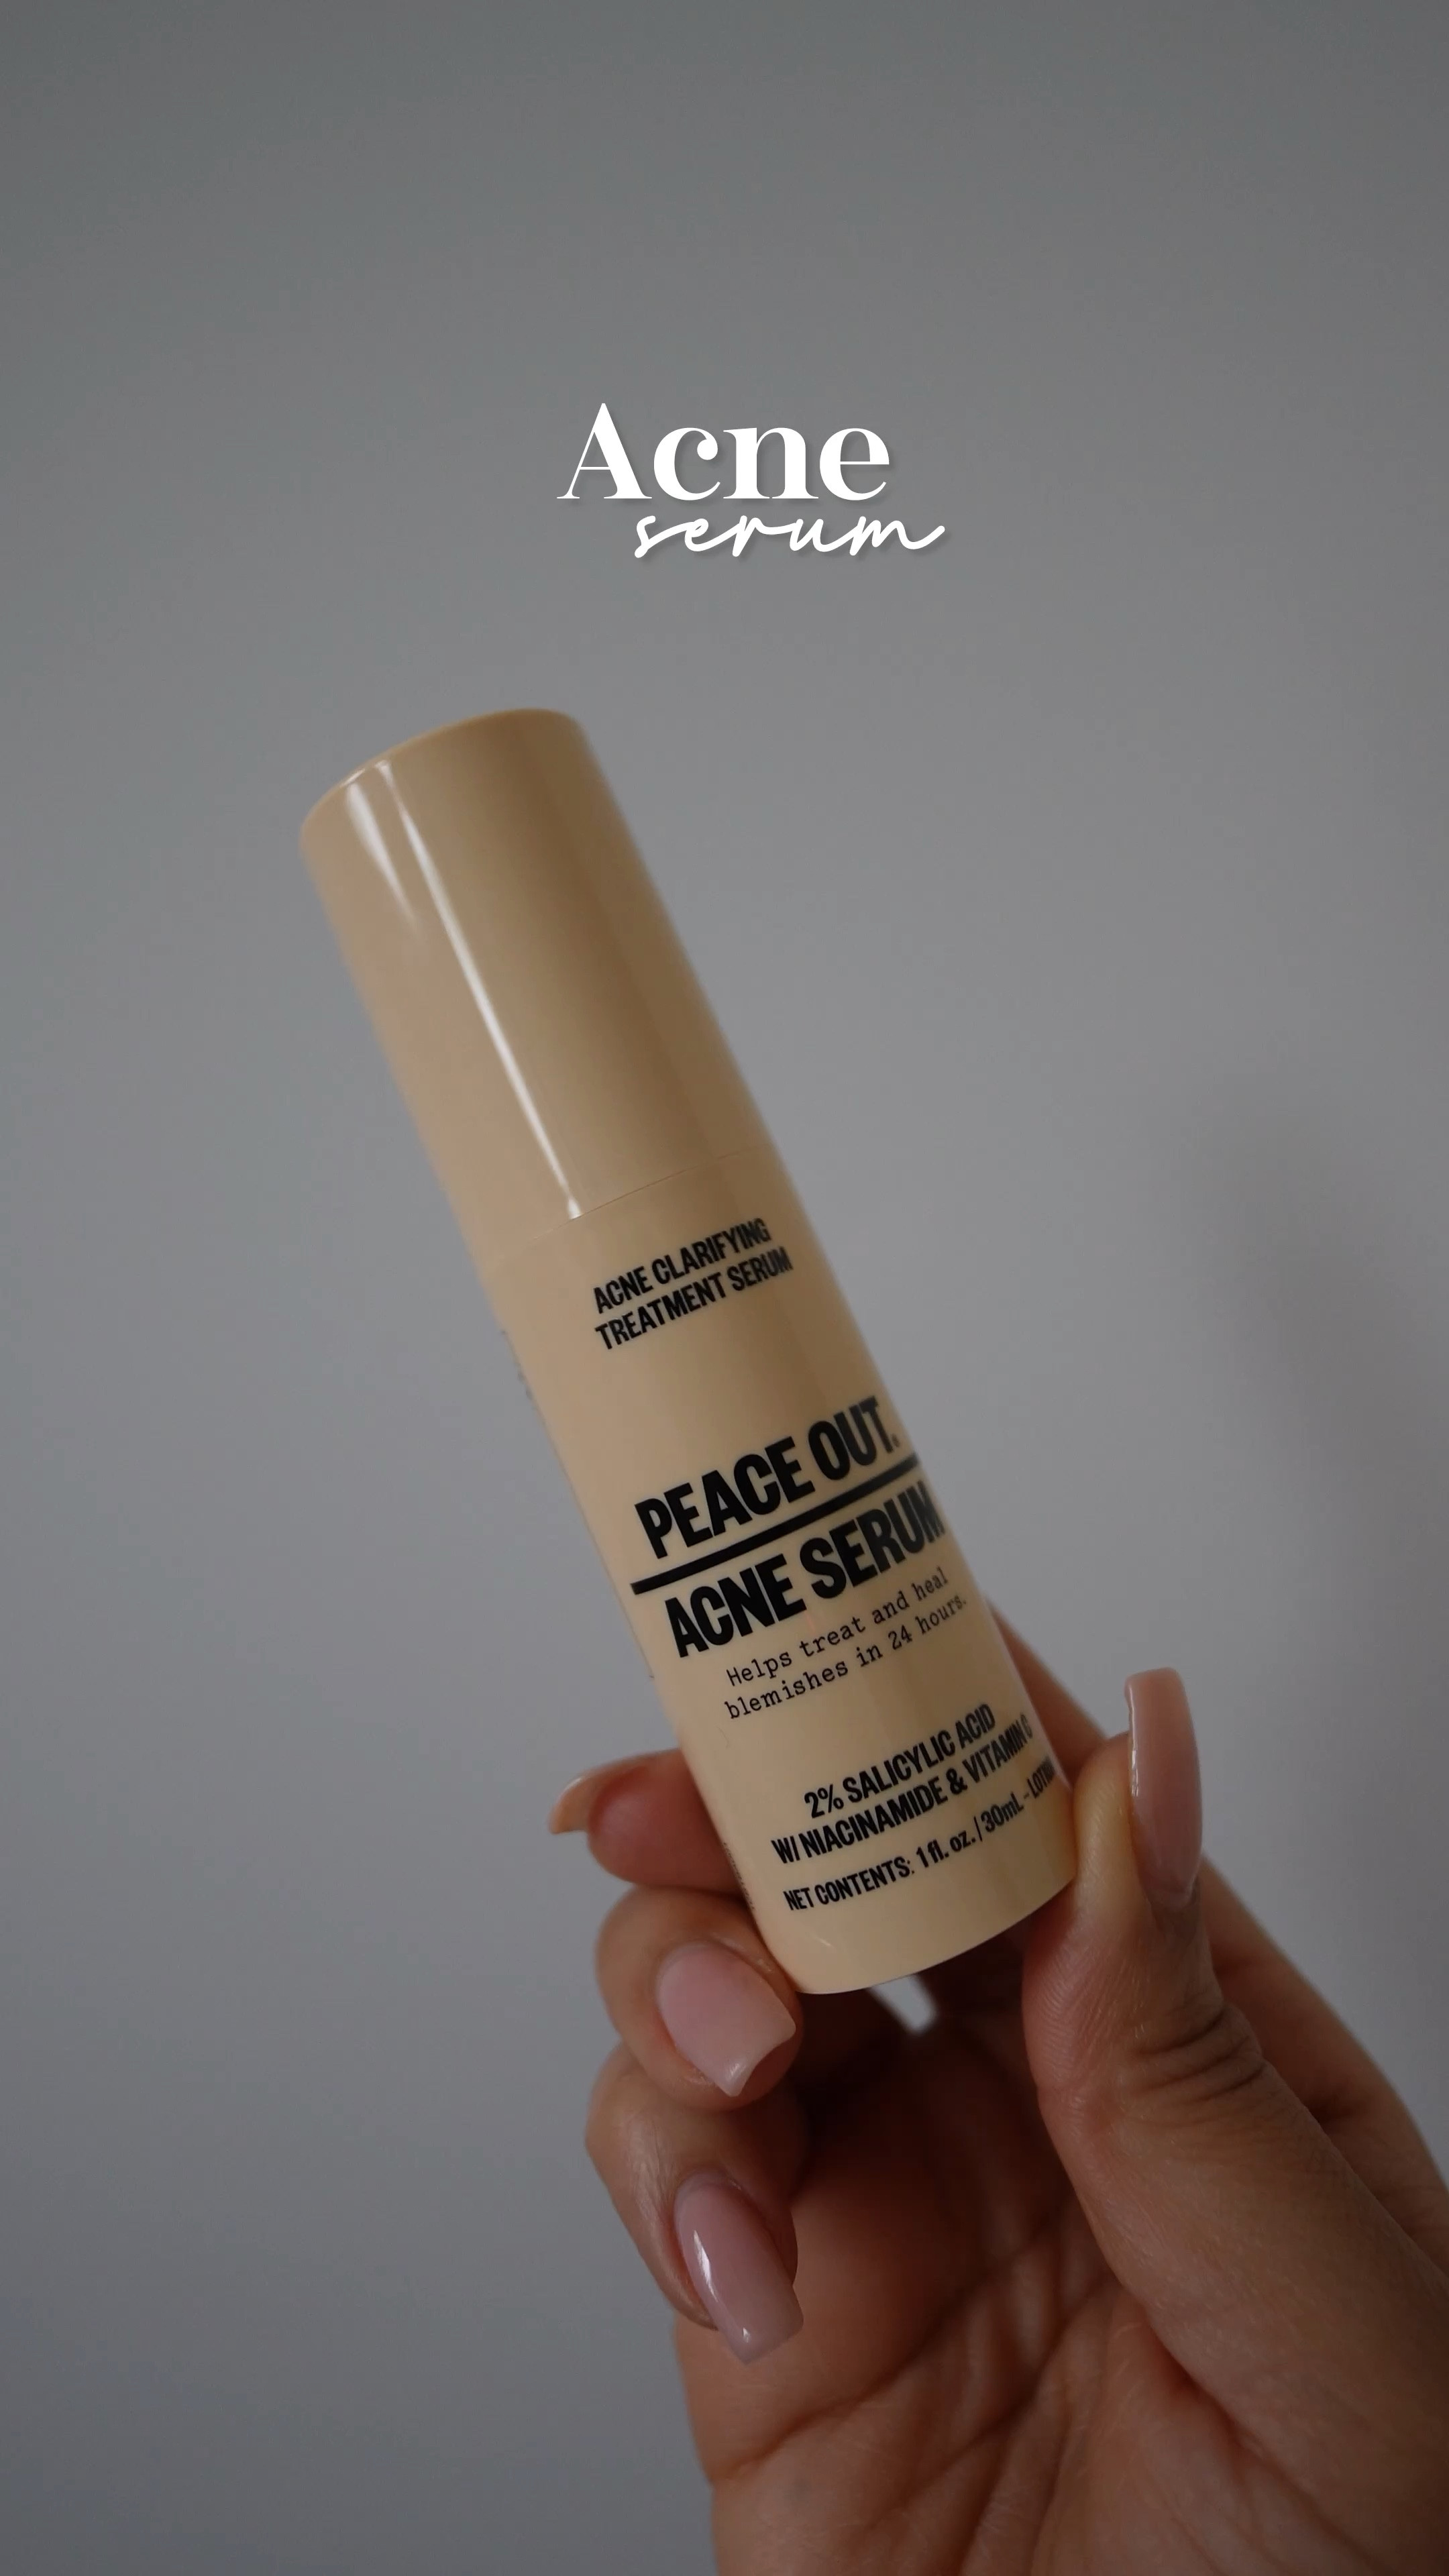 Acne
serum
ACNE CLARIFYING
TREATMENT SERUM
PEACE OUT.
ACNE SERUM
Helps treat and heal
blemishes in 24 hours.
2% SALICYLIC ACID
W/ NIACINAMIDE & VITAMIN C
NET CONTENTS: 1 fl. oz. / 30mL -